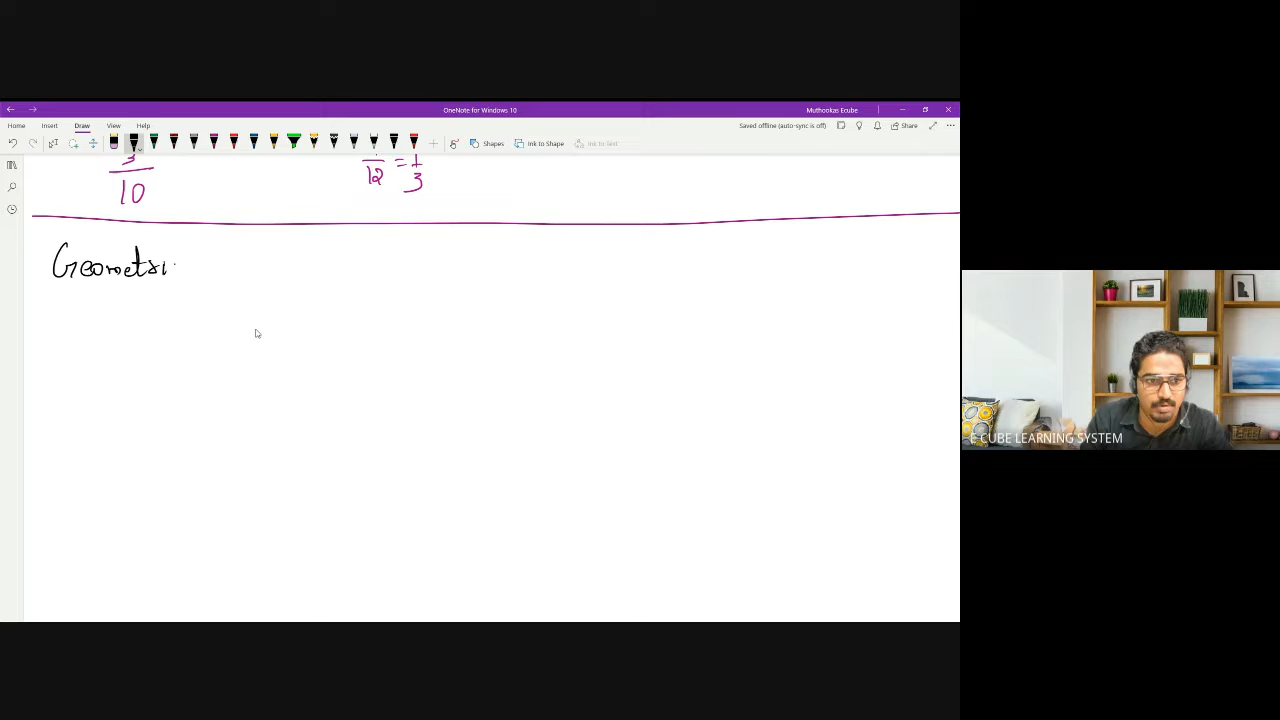 OneNote for Windows 10
Muthookas Ecube
Home Insert Draw View Help
Saved offline (auto-sync is off)
Share
Shapes
Ink to Shape
Ink to Text
3
10
12 = 1
3
Geometri
E CUBE LEARNING SYSTEM